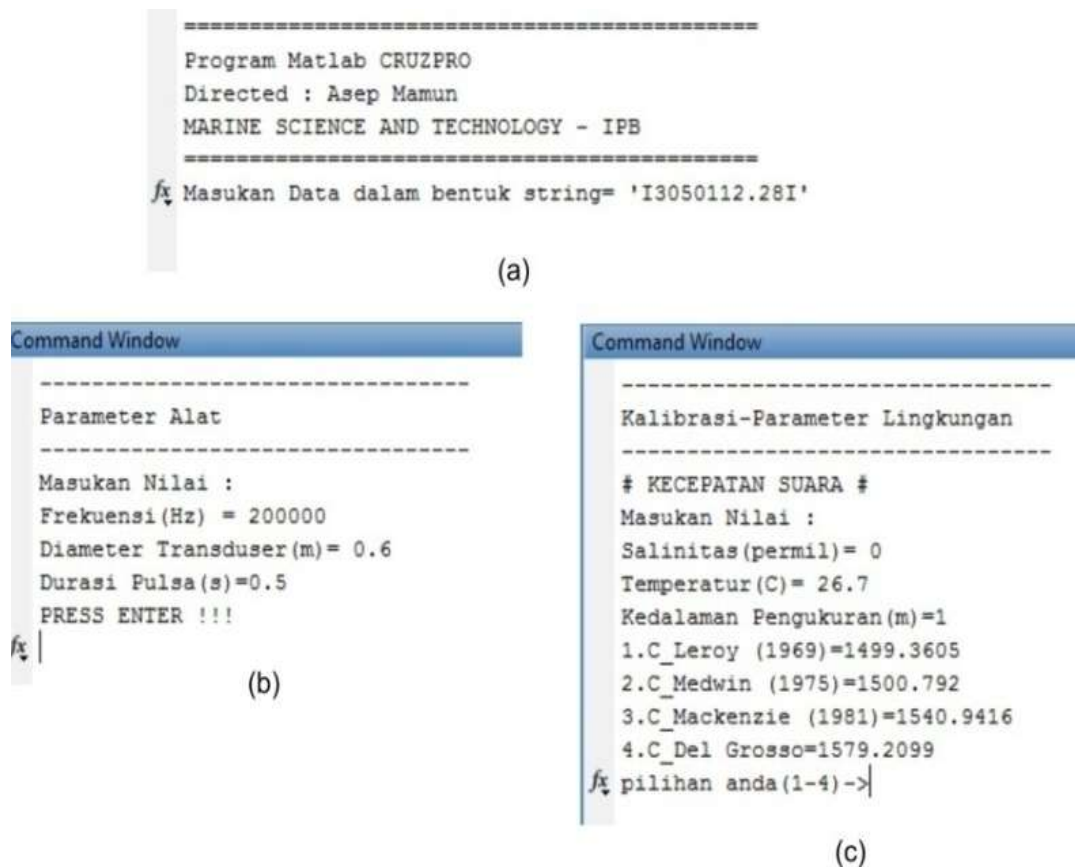 =============================================
Program Matlab CRUZPRO
Directed : Asep Mamun
MARINE SCIENCE AND TECHNOLOGY - IPB
=============================================
fx Masukan Data dalam bentuk string= 'I3050112.28I'
(a)
Command Window
---------------------------------
Parameter Alat
---------------------------------
Masukan Nilai :
Frekuensi(Hz) = 200000
Diameter Transduser(m)= 0.6
Durasi Pulsa(s)=0.5
PRESS ENTER !!!
fx
(b)
Command Window
---------------------------------
Kalibrasi-Parameter Lingkungan
---------------------------------
# KECEPATAN SUARA #
Masukan Nilai :
Salinitas(permil)= 0
Temperatur(C)= 26.7
Kedalaman Pengukuran(m)=1
1.C_Leroy (1969)=1499.3605
2.C_Medwin (1975)=1500.792
3.C_Mackenzie (1981)=1540.9416
4.C_Del Grosso=1579.2099
fx pilihan anda(1-4)->
(c)